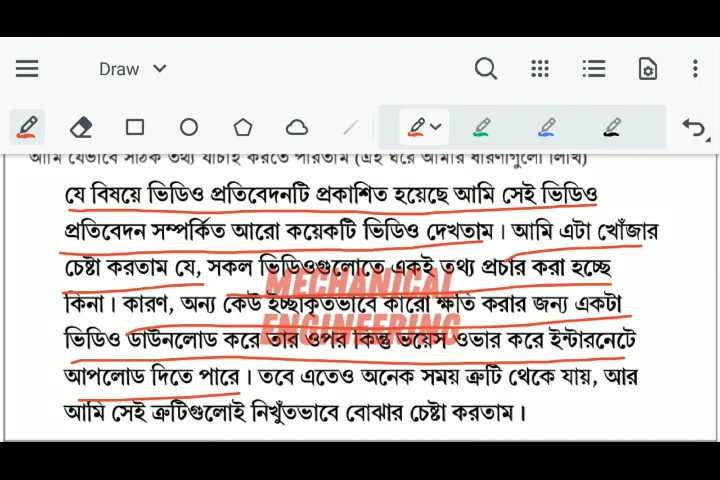 Draw
আমি যেভাবে সঠিক তথ্য যাচাই করতে পারতাম (এই ঘরে আমার ধারণাগুলো লিখি)
যে বিষয়ে ভিডিও প্রতিবেদনটি প্রকাশিত হয়েছে আমি সেই ভিডিও
প্রতিবেদন সম্পর্কিত আরো কয়েকটি ভিডিও দেখতাম। আমি এটা খোঁজার
চেষ্টা করতাম যে, সকল ভিডিওগুলোতে একই তথ্য প্রচার করা হচ্ছে
কিনা। কারণ, অন্য কেউ ইচ্ছাকৃতভাবে কারো ক্ষতি করার জন্য একটা
ভিডিও ডাউনলোড করে তার ওপর কিন্তু ভয়েস ওভার করে ইন্টারনেটে
আপলোড দিতে পারে। তবে এতেও অনেক সময় ত্রুটি থেকে যায়, আর
আমি সেই ত্রুটিগুলোই নিখুঁতভাবে বোঝার চেষ্টা করতাম।
MECHANICAL
ENGINEERING